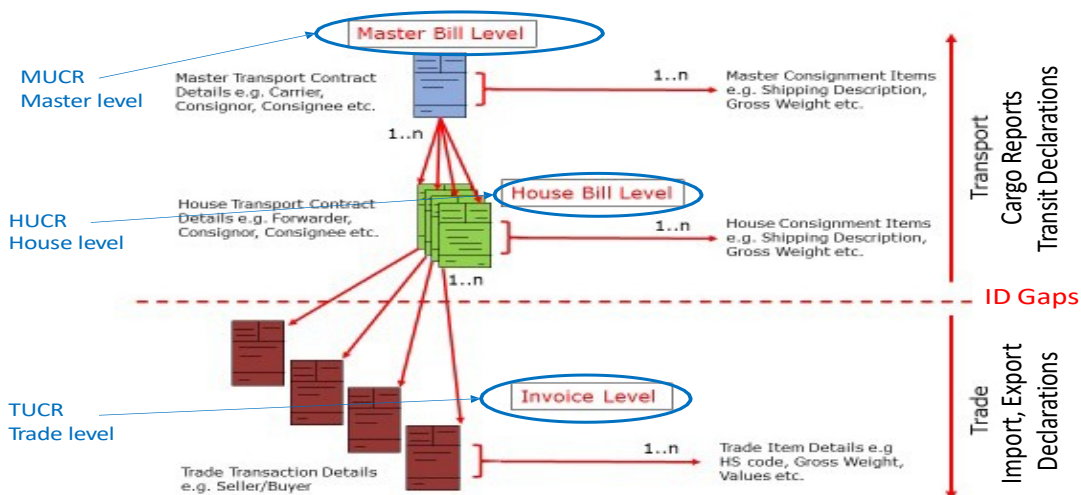 Master Bill Level
MUCR
Master level
Master Transport Contract
Details e.g. Carrier,
Consignor, Consignee etc.
1..n
Master Consignment Items
e.g. Shipping Description,
Gross Weight etc.
1..n
House Bill Level
HUCR
House level
House Transport Contract
Details e.g. Forwarder,
Consignor, Consignee etc.
1..n
House Consignment Items
e.g. Shipping Description,
Gross Weight etc.
1..n
Transport
Cargo Reports
Transit Declarations
ID Gaps
Invoice Level
TUCR
Trade level
Trade Transaction Details
e.g. Seller/Buyer
1..n
Trade Item Details e.g
HS code, Gross Weight,
Values etc.
Trade
Import, Export
Declarations